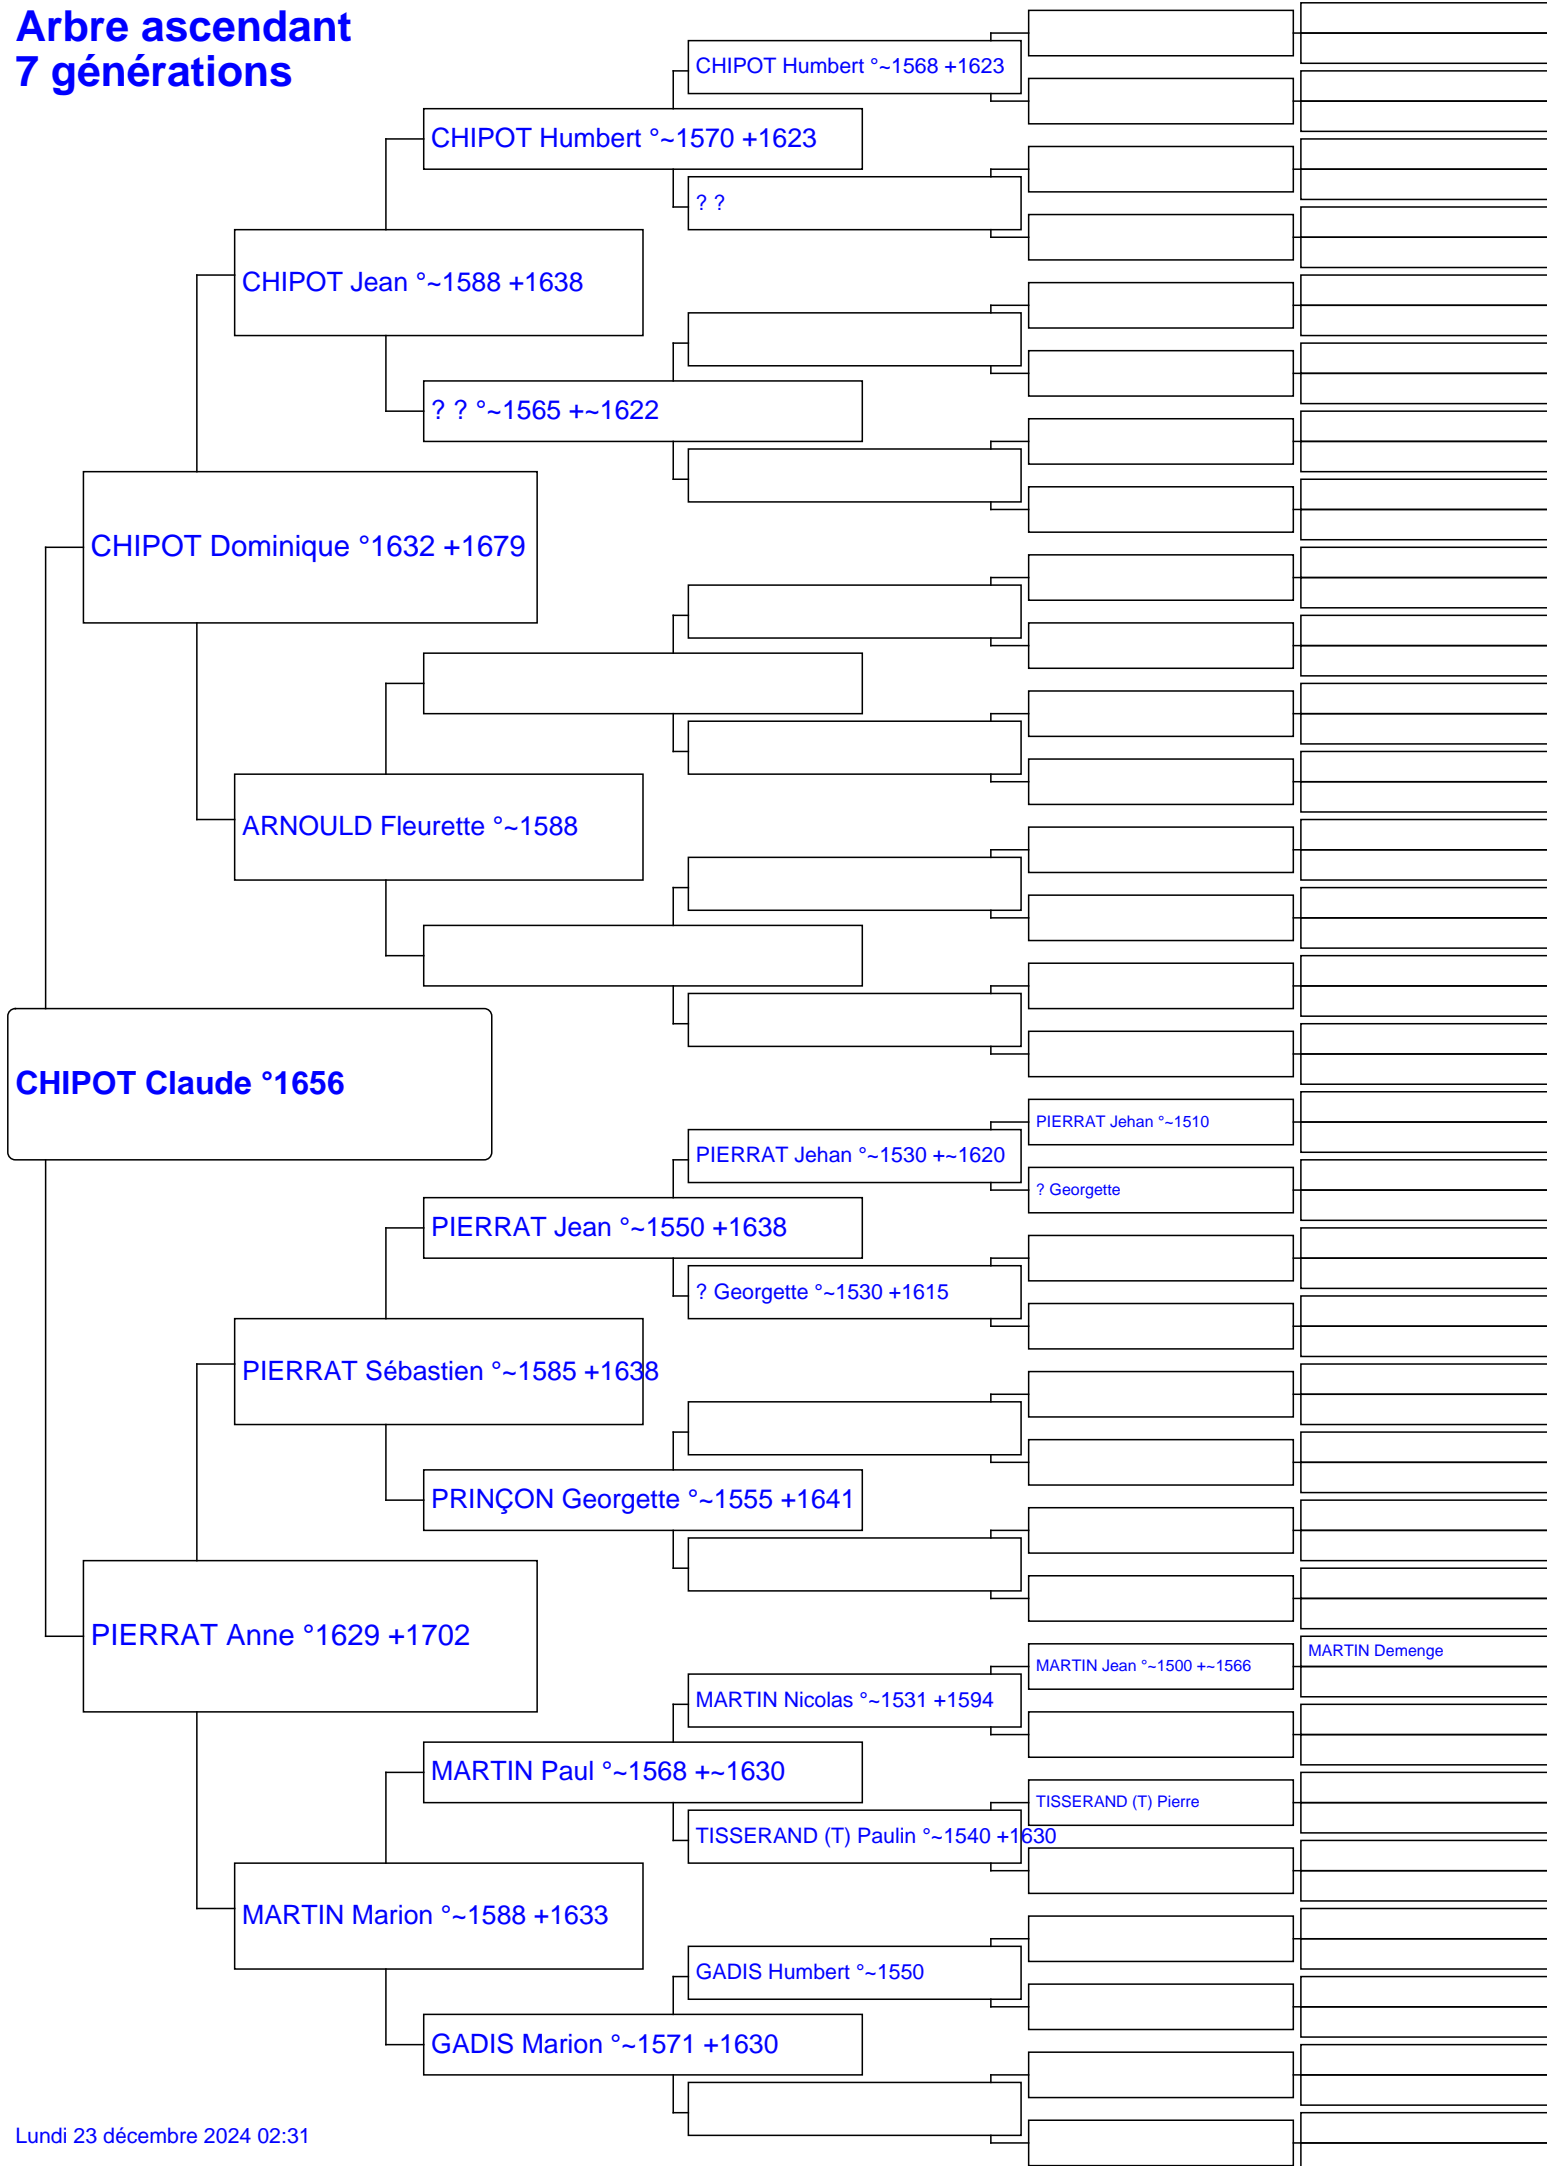 Arbre ascendant
7 générations
CHIPOT Humbert °~1568 +1623
CHIPOT Humbert °~1570 +1623
? ?
CHIPOT Jean °~1588 +1638
? ? °~1565 +~1622
CHIPOT Dominique °1632 +1679
ARNOULD Fleurette °~1588
CHIPOT Claude °1656
PIERRAT Jehan °~1510
PIERRAT Jehan °~1530 +~1620
? Georgette
PIERRAT Jean °~1550 +1638
? Georgette °~1530 +1615
PIERRAT Sébastien °~1585 +1638
PRINÇON Georgette °~1555 +1641
PIERRAT Anne °1629 +1702
MARTIN Demenge
MARTIN Jean °~1500 +~1566
MARTIN Nicolas °~1531 +1594
MARTIN Paul °~1568 +~1630
TISSERAND (T) Pierre
TISSERAND (T) Paulin °~1540 +1630
MARTIN Marion °~1588 +1633
GADIS Humbert °~1550
GADIS Marion °~1571 +1630
Lundi 23 décembre 2024 02:31